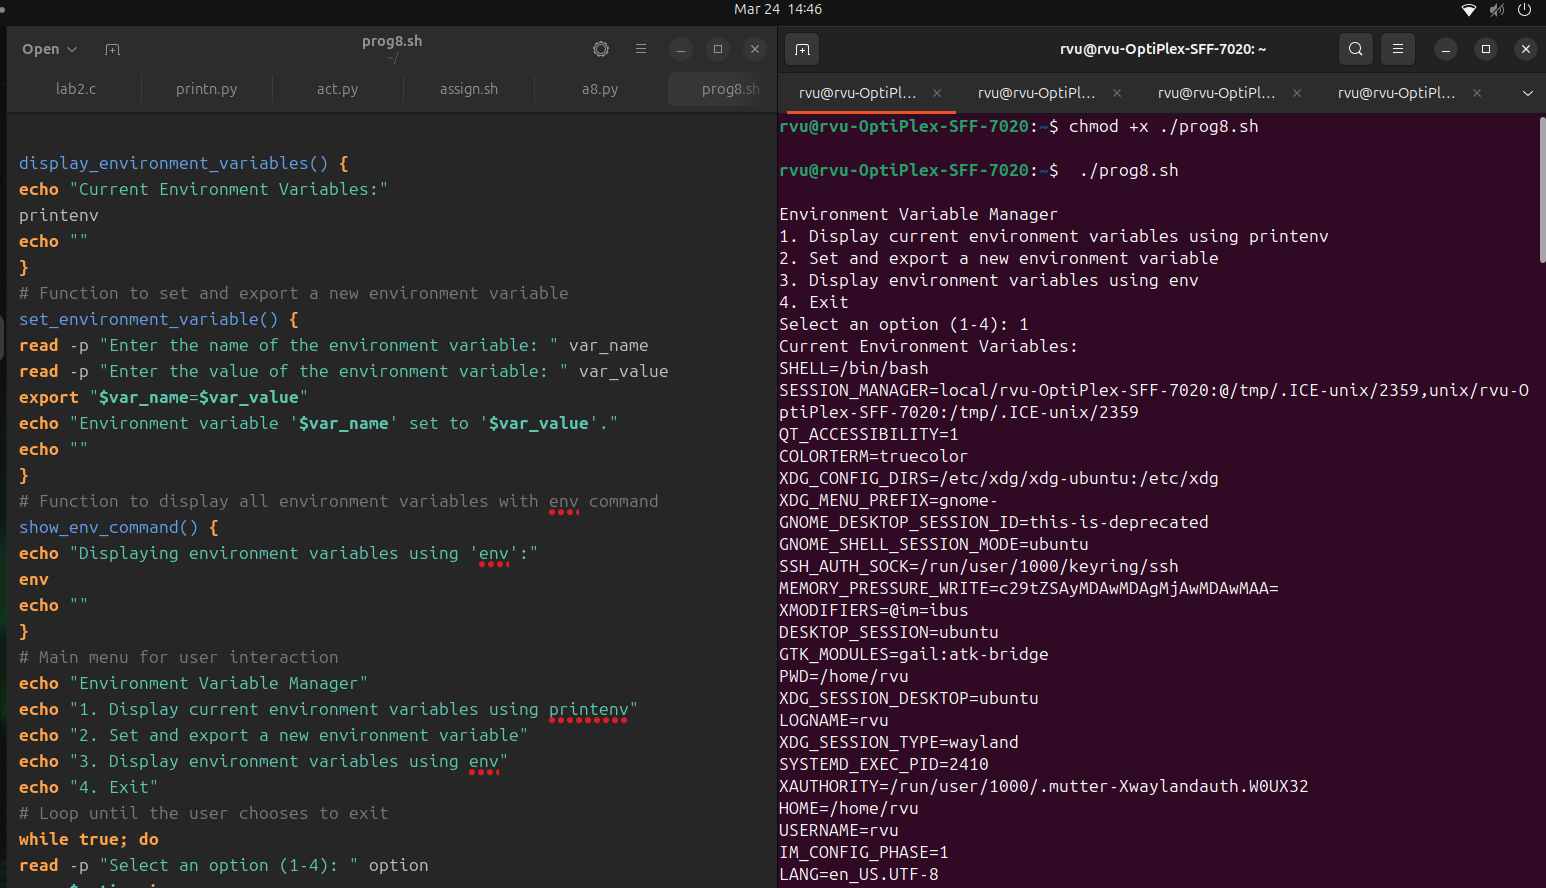 Mar 24 14:46
Open
prog8.sh
~/
lab2.c
printn.py
act.py
assign.sh
a8.py
prog8.sh
display_environment_variables() {
echo "Current Environment Variables:"
printenv
echo ""
}
# Function to set and export a new environment variable
set_environment_variable() {
read -p "Enter the name of the environment variable: " var_name
read -p "Enter the value of the environment variable: " var_value
export "$var_name=$var_value"
echo "Environment variable '$var_name' set to '$var_value'."
echo ""
}
# Function to display all environment variables with env command
show_env_command() {
echo "Displaying environment variables using 'env':"
env
echo ""
}
# Main menu for user interaction
echo "Environment Variable Manager"
echo "1. Display current environment variables using printenv"
echo "2. Set and export a new environment variable"
echo "3. Display environment variables using env"
echo "4. Exit"
# Loop until the user chooses to exit
while true; do
read -p "Select an option (1-4): " option
rvu@rvu-OptiPlex-SFF-7020: ~
rvu@rvu-OptiPl...
rvu@rvu-OptiPl...
rvu@rvu-OptiPl...
rvu@rvu-OptiPl...
rvu@rvu-OptiPlex-SFF-7020:~$ chmod +x ./prog8.sh
rvu@rvu-OptiPlex-SFF-7020:~$  ./prog8.sh
Environment Variable Manager
1. Display current environment variables using printenv
2. Set and export a new environment variable
3. Display environment variables using env
4. Exit
Select an option (1-4): 1
Current Environment Variables:
SHELL=/bin/bash
SESSION_MANAGER=local/rvu-OptiPlex-SFF-7020:@/tmp/.ICE-unix/2359,unix/rvu-O
ptiPlex-SFF-7020:/tmp/.ICE-unix/2359
QT_ACCESSIBILITY=1
COLORTERM=truecolor
XDG_CONFIG_DIRS=/etc/xdg/xdg-ubuntu:/etc/xdg
XDG_MENU_PREFIX=gnome-
GNOME_DESKTOP_SESSION_ID=this-is-deprecated
GNOME_SHELL_SESSION_MODE=ubuntu
SSH_AUTH_SOCK=/run/user/1000/keyring/ssh
MEMORY_PRESSURE_WRITE=c29tZSAyMDAwMDAgMjAwMDAwMAA=
XMODIFIERS=@im=ibus
DESKTOP_SESSION=ubuntu
GTK_MODULES=gail:atk-bridge
PWD=/home/rvu
XDG_SESSION_DESKTOP=ubuntu
LOGNAME=rvu
XDG_SESSION_TYPE=wayland
SYSTEMD_EXEC_PID=2410
XAUTHORITY=/run/user/1000/.mutter-Xwaylandauth.W0UX32
HOME=/home/rvu
USERNAME=rvu
IM_CONFIG_PHASE=1
LANG=en_US.UTF-8